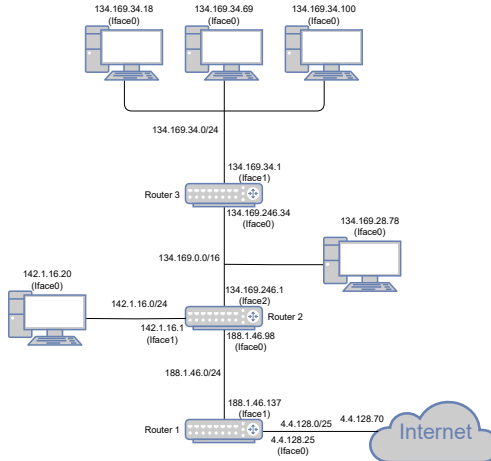 134.169.34.18
(Iface0)
134.169.34.69
(Iface0)
134.169.34.100
(Iface0)
134.169.34.0/24
134.169.34.1
(Iface1)
Router 3
134.169.246.34
(Iface0)
134.169.28.78
(Iface0)
134.169.0.0/16
142.1.16.20
(Iface0)
134.169.246.1
(Iface2)
142.1.16.0/24
Router 2
142.1.16.1
(Iface1)
188.1.46.98
(Iface0)
188.1.46.0/24
188.1.46.137
(Iface1)
Router 1
4.4.128.0/25
4.4.128.70
4.4.128.25
(Iface0)
Internet